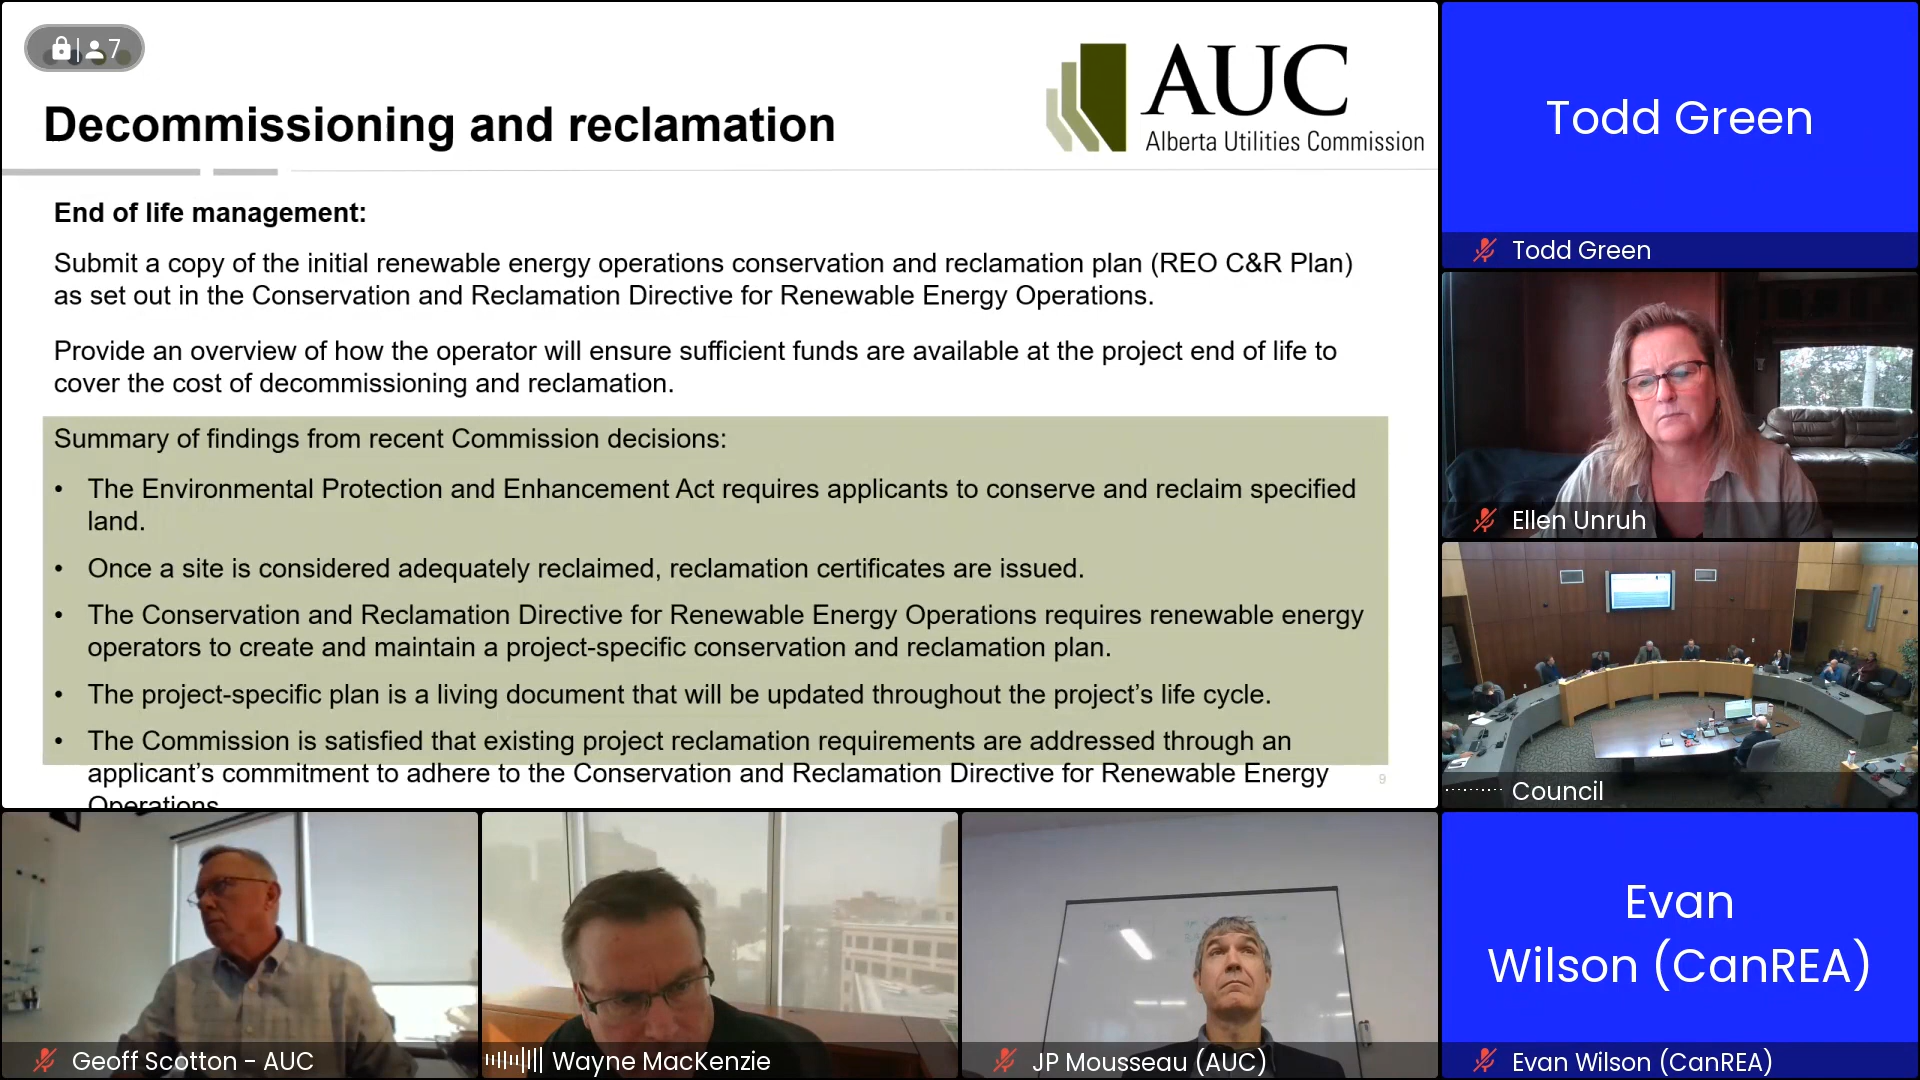 7
AUC
Alberta Utilities Commission
Decommissioning and reclamation
End of life management:
Submit a copy of the initial renewable energy operations conservation and reclamation plan (REO C&R Plan)
as set out in the Conservation and Reclamation Directive for Renewable Energy Operations.
Provide an overview of how the operator will ensure sufficient funds are available at the project end of life to
cover the cost of decommissioning and reclamation.
Summary of findings from recent Commission decisions:
• The Environmental Protection and Enhancement Act requires applicants to conserve and reclaim specified
land.
• Once a site is considered adequately reclaimed, reclamation certificates are issued.
• The Conservation and Reclamation Directive for Renewable Energy Operations requires renewable energy
operators to create and maintain a project-specific conservation and reclamation plan.
• The project-specific plan is a living document that will be updated throughout the project’s life cycle.
• The Commission is satisfied that existing project reclamation requirements are addressed through an
applicant’s commitment to adhere to the Conservation and Reclamation Directive for Renewable Energy
Operations
9
Todd Green
Todd Green
Ellen Unruh
Council
Geoff Scotton - AUC
Wayne MacKenzie
JP Mousseau (AUC)
Evan
Wilson (CanREA)
Evan Wilson (CanREA)